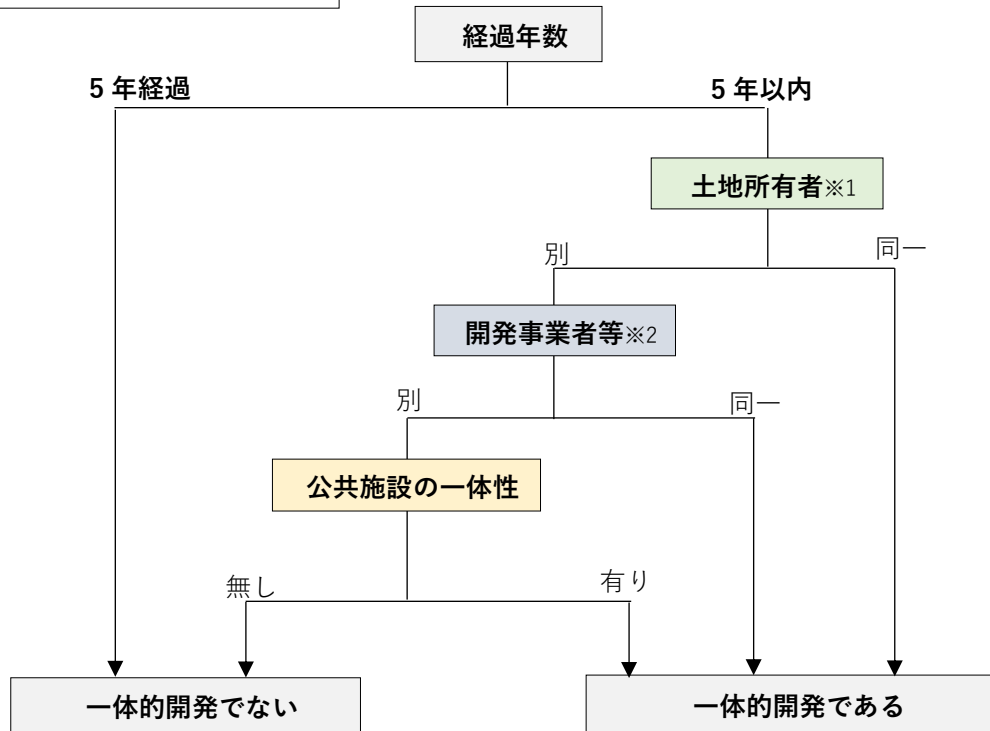 経過年数
5 年経過
5 年以内
土地所有者※1
別
同一
開発事業者等※2
別
同一
公共施設の一体性
無し
有り
一体的開発でない
一体的開発である